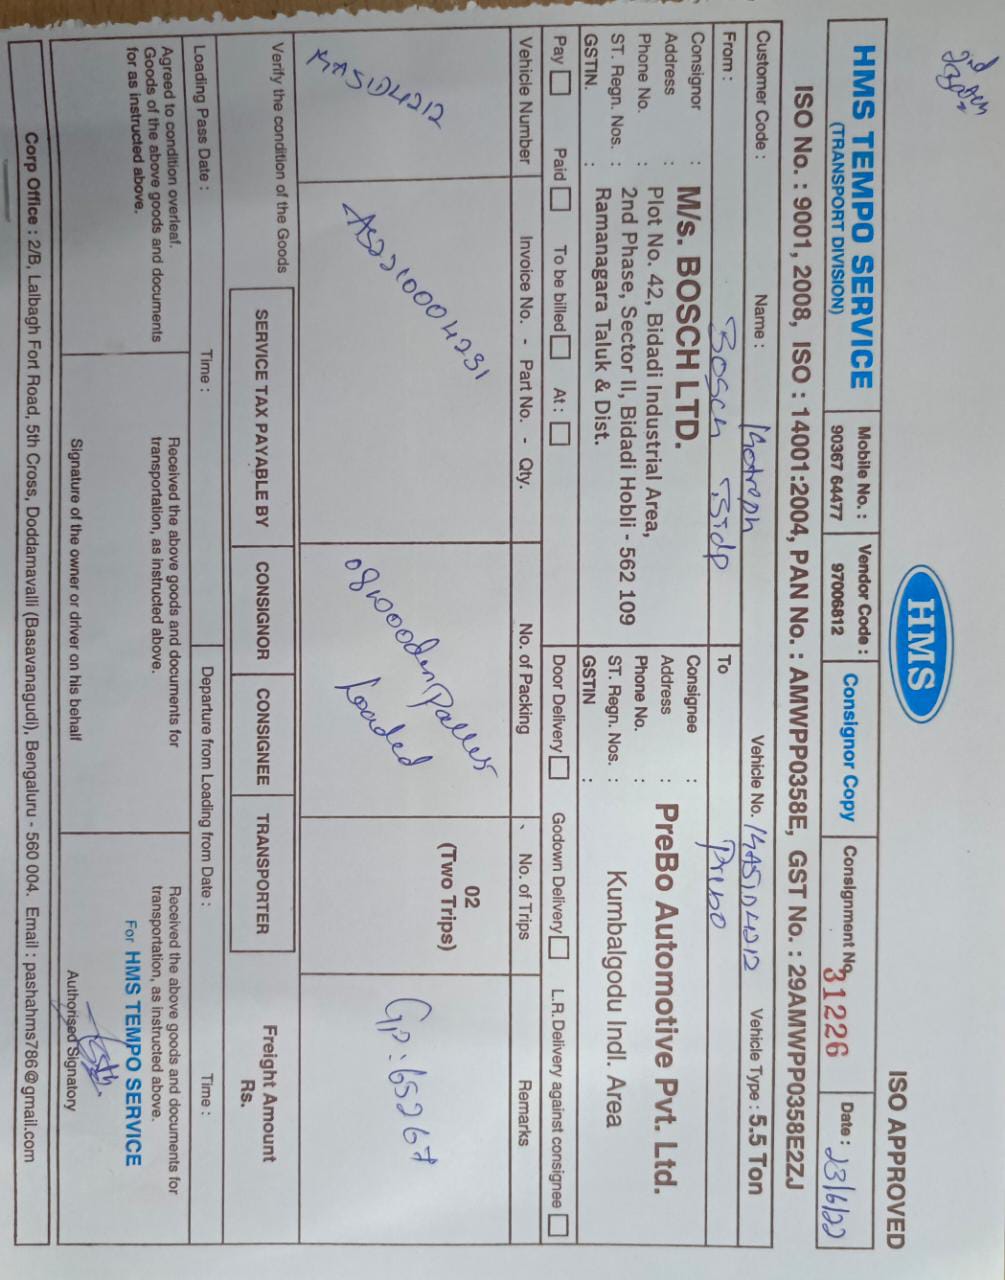 2nd
Batch
HMS
ISO APPROVED
HMS TEMPO SERVICE
(TRANSPORT DIVISION)
Mobile No. :
90367 64477
Vendor Code :
97006812
Consignor Copy
Consignment No. 31226
Date : 23/6/22
ISO No. : 9001, 2008, ISO : 14001:2004, PAN No. : AMWPP0358E, GST No. : 29AMWPP0358E2ZJ
Customer Code : Name : Vehicle No. KA51D4212 Vehicle Type : 5.5 Ton
From : Bosch Bidp
To Prebo
Consignor :
Address :
Phone No. :
ST. Regn. Nos. :
GSTIN. :
M/s. BOSCH LTD.
Plot No. 42, Bidadi Industrial Area,
2nd Phase, Sector II, Bidadi Hobli - 562 109
Ramanagara Taluk & Dist.
Consignee :
Address :
Phone No. :
ST. Regn. Nos. :
GSTIN :
PreBo Automotive Pvt. Ltd.
Kumbalgodu Indl. Area
Pay Paid To be billed At :
Door Delivery Godown Delivery L.R. Delivery against consignee
Vehicle Number Invoice No. - Part No. - Qty. No. of Packing No. of Trips Remarks
KA51D4212
AS22100004231
08 wooden pallet
Loaded
02
(Two Trips)
GP:65267
Verify the condition of the Goods
SERVICE TAX PAYABLE BY CONSIGNOR CONSIGNEE TRANSPORTER
Freight Amount
Rs.
Loading Pass Date : Time : Departure from Loading from Date : Time :
Agreed to condition overleaf.
Goods of the above goods and documents
for as instructed above.
Received the above goods and documents for
transportation, as instructed above.
Signature of the owner or driver on his behalf
Received the above goods and documents for
transportation, as instructed above.
For HMS TEMPO SERVICE
Authorised Signatory
Corp Office : 2/B, Lalbagh Fort Road, 5th Cross, Doddamavalli (Basavanagudi), Bengaluru - 560 004. Email : pashahms786@gmail.com